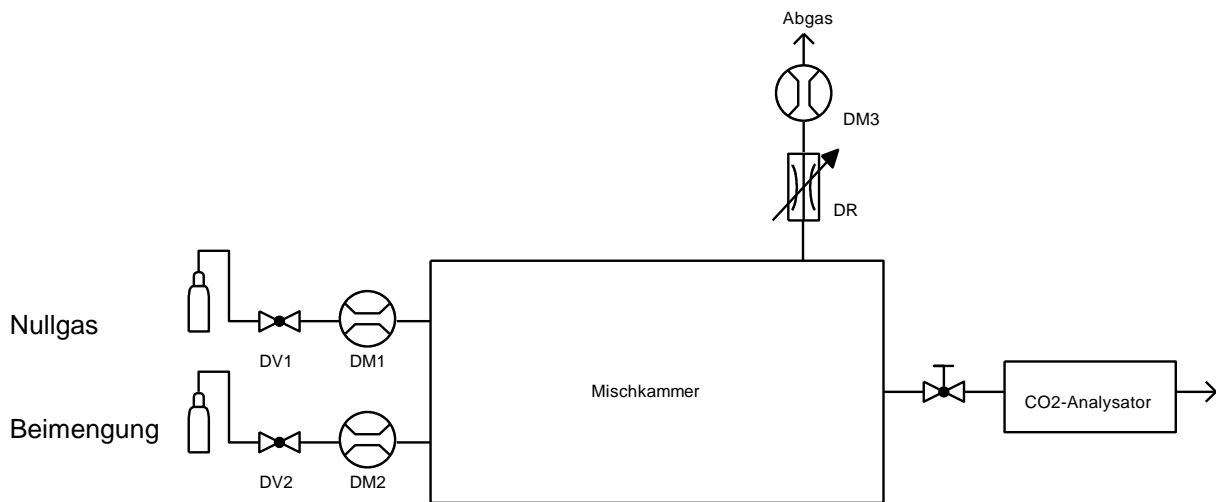 Abgas
DM3
DR
Nullgas
DV1
DM1
Mischkammer
CO2-Analysator
Beimengung
DV2
DM2